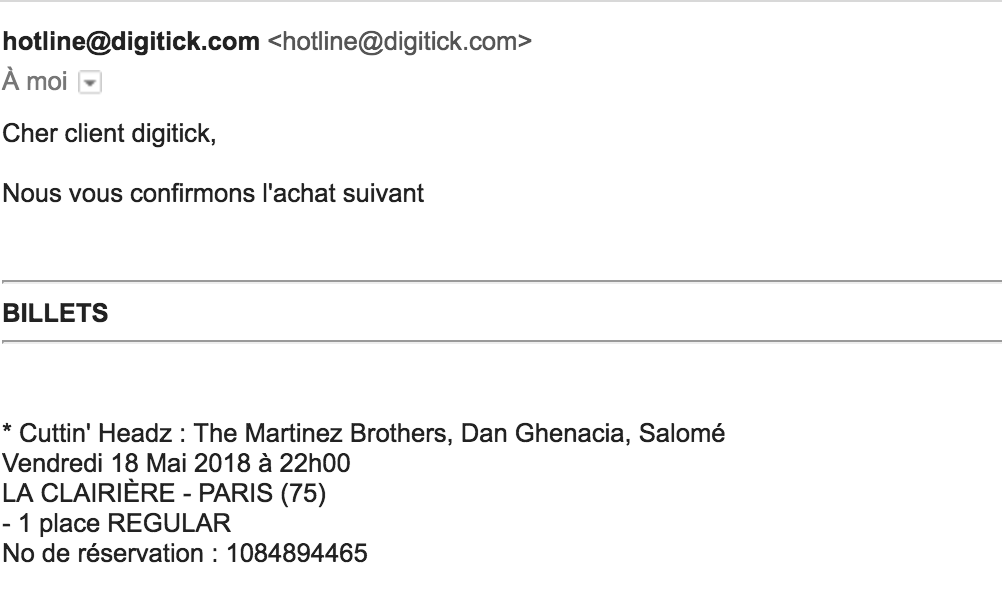 hotline@digitick.com <hotline@digitick.com>
À moi
Cher client digitick,
Nous vous confirmons l'achat suivant
BILLETS
* Cuttin' Headz : The Martinez Brothers, Dan Ghenacia, Salomé
Vendredi 18 Mai 2018 à 22h00
LA CLAIRIÈRE - PARIS (75)
- 1 place REGULAR
No de réservation : 1084894465